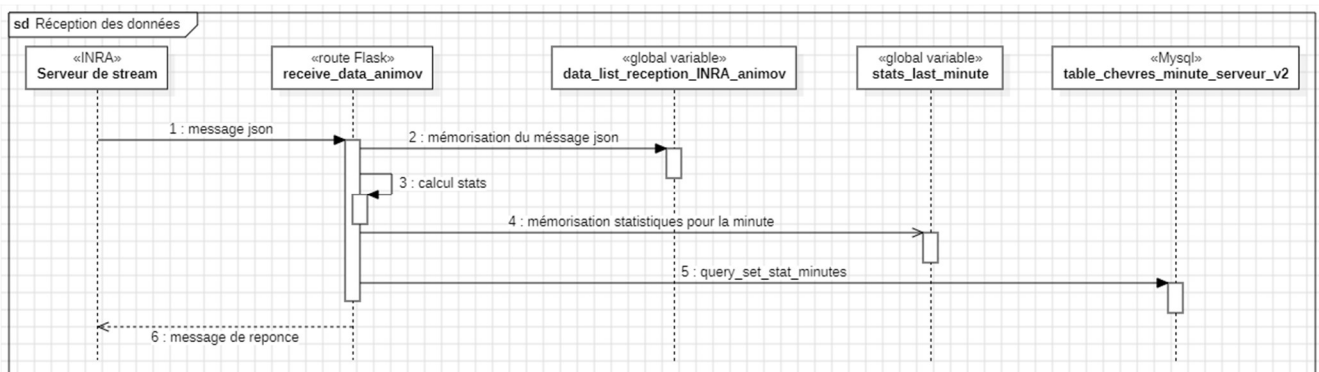 sd Réception des données
«INRA»
Serveur de stream
«route Flask»
receive_data_animov
«global variable»
data_list_reception_INRA_animov
«global variable»
stats_last_minute
«Mysql»
table_chevres_minute_serveur_v2
1 : message json
2 : mémorisation du méssage json
3 : calcul stats
4 : mémorisation statistiques pour la minute
5 : query_set_stat_minutes
6 : message de reponce